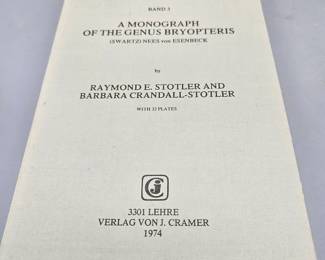 BAND 3
A MONOGRAPH
OF THE GENUS BRYOPTERIS
(SWARTZ) NEES von ESENBECK
by
RAYMOND E. STOTLER AND
BARBARA CRANDALL-STOTLER
WITH 32 PLATES
3301 LEHRE
VERLAG VON J. CRAMER
1974